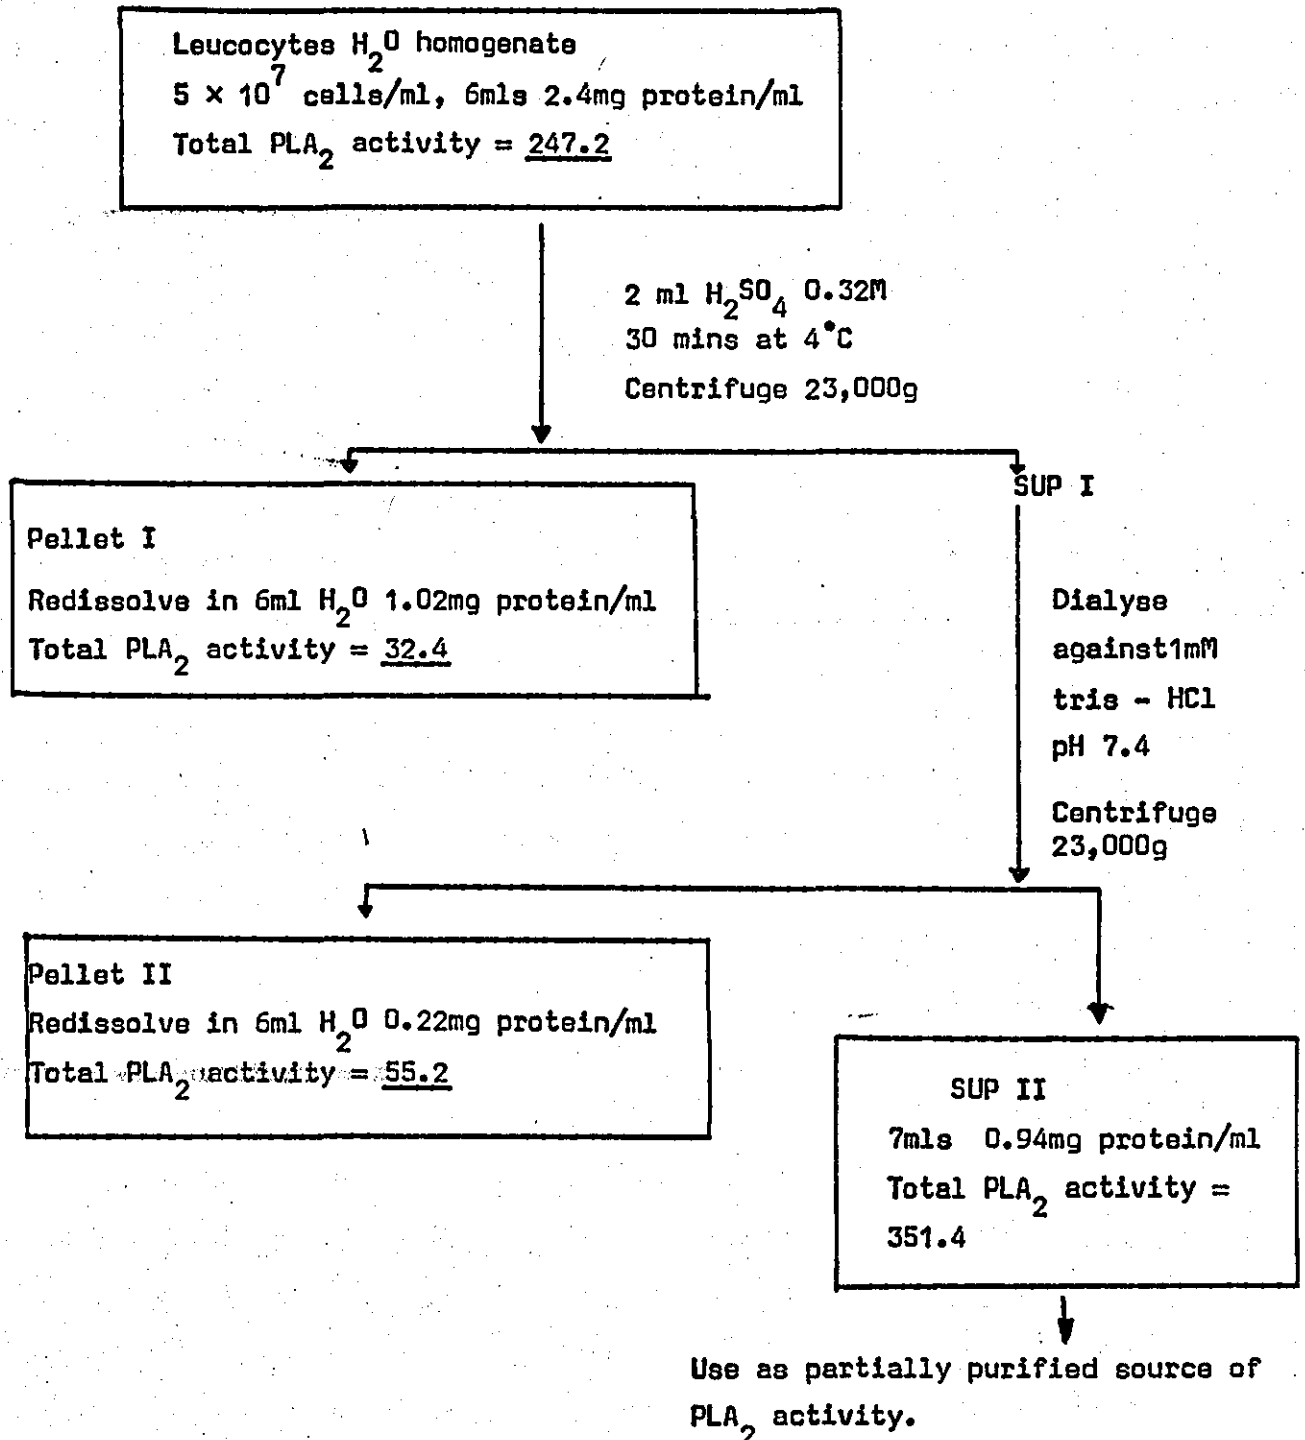 Leucocytes H₂O homogenate
5 × 10⁷ cells/ml, 6mls 2.4mg protein/ml
Total PLA₂ activity = 247.2
2 ml H₂SO₄ 0.32M
30 mins at 4°C
Centrifuge 23,000g
Pellet I
Redissolve in 6ml H₂O 1.02mg protein/ml
Total PLA₂ activity = 32.4
SUP I
Dialyse
against1mM
tris - HCl
pH 7.4
Centrifuge
23,000g
Pellet II
Redissolve in 6ml H₂O 0.22mg protein/ml
Total PLA₂ activity = 55.2
SUP II
7mls 0.94mg protein/ml
Total PLA₂ activity =
351.4
Use as partially purified source of
PLA₂ activity.